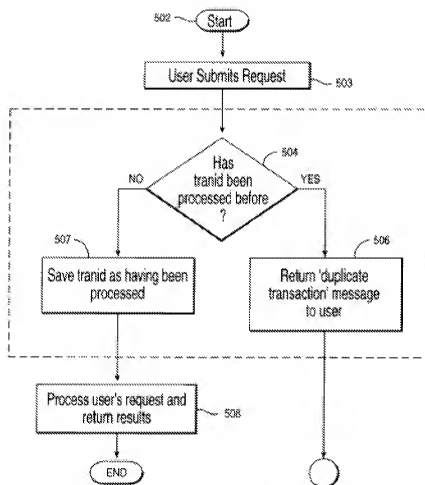 502
Start
User Submits Request
503
504
Has
tranid been
processed before
?
NO
YES
507
506
Save tranid as having been
processed
Return 'duplicate
transaction' message
to user
Process user's request and
return results
508
END